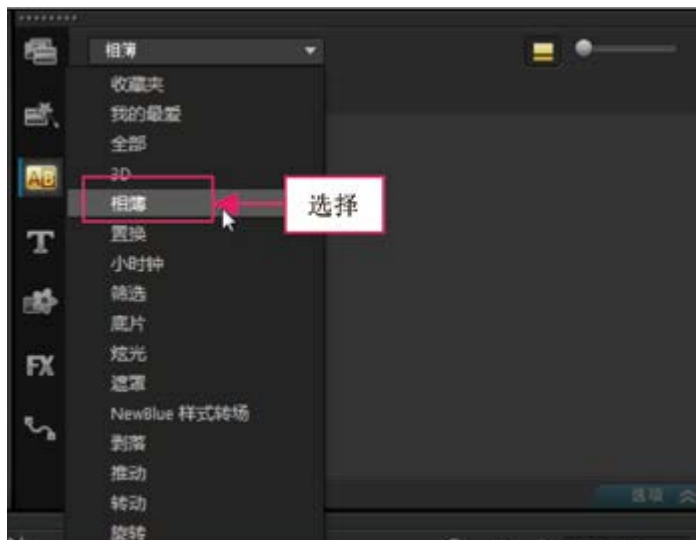 相簿
收藏夹
我的最爱
全部
AB
3D
相簿
选择
置换
T
小时钟
筛选
底片
炫光
FX
遮罩
NewBlue 样式转场
剥落
推动
转动
选项
旋转